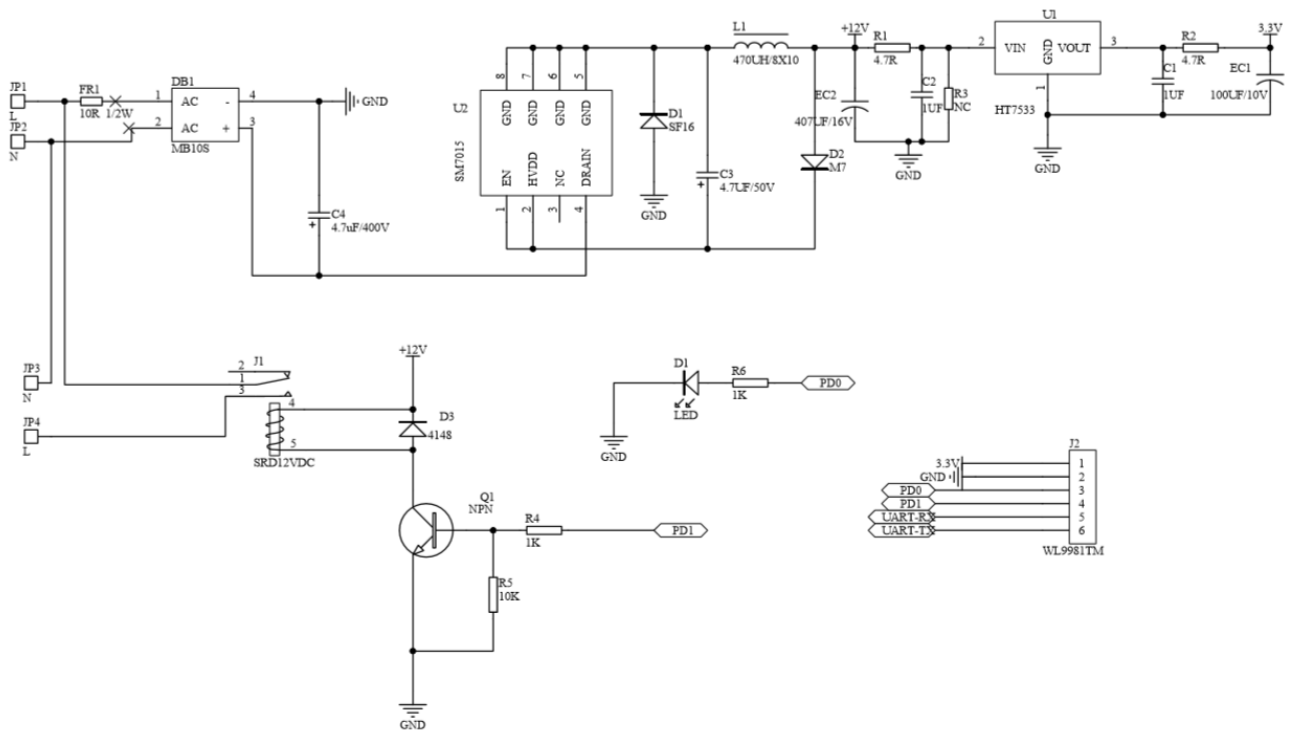 JP1
L
JP2
N
FR1
10R
1/2W
DB1
1
AC
-
4
2
AC
+
3
MB10S
GND
C4
+
4.7uF/400V
U2
SM7015
8
7
6
5
GND
GND
GND
GND
EN
HVDD
NC
DRAIN
1
2
3
4
D1
SF16
GND
C3
+
4.7UF/50V
L1
470UH/8X10
+12V
EC2
407UF/16V
D2
M7
R1
4.7R
C2
1UF
R3
NC
GND
U1
2
VIN
GND
VOUT
3
1
HT7533
GND
C1
1UF
R2
4.7R
3.3V
EC1
100UF/10V
JP3
N
JP4
L
J1
2
1
3
4
5
SRD12VDC
+12V
D3
4148
Q1
NPN
R4
1K
PD1
R5
10K
GND
D1
LED
R6
1K
PD0
GND
J2
3.3V
1
GND
2
PD0
3
PD1
4
UART-RX
5
UART-TX
6
WL9981TM